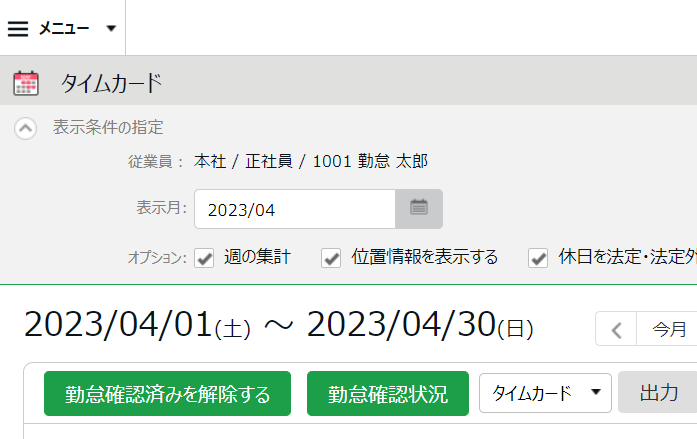 メニュー
タイムカード
表示条件の指定
従業員： 本社 / 正社員 / 1001 勤怠 太郎
表示月: 2023/04
オプション: 週の集計 位置情報を表示する 休日を法定・法定外
2023/04/01(土) ～ 2023/04/30(日) 今月
勤怠確認済みを解除する 勤怠確認状況 タイムカード 出力